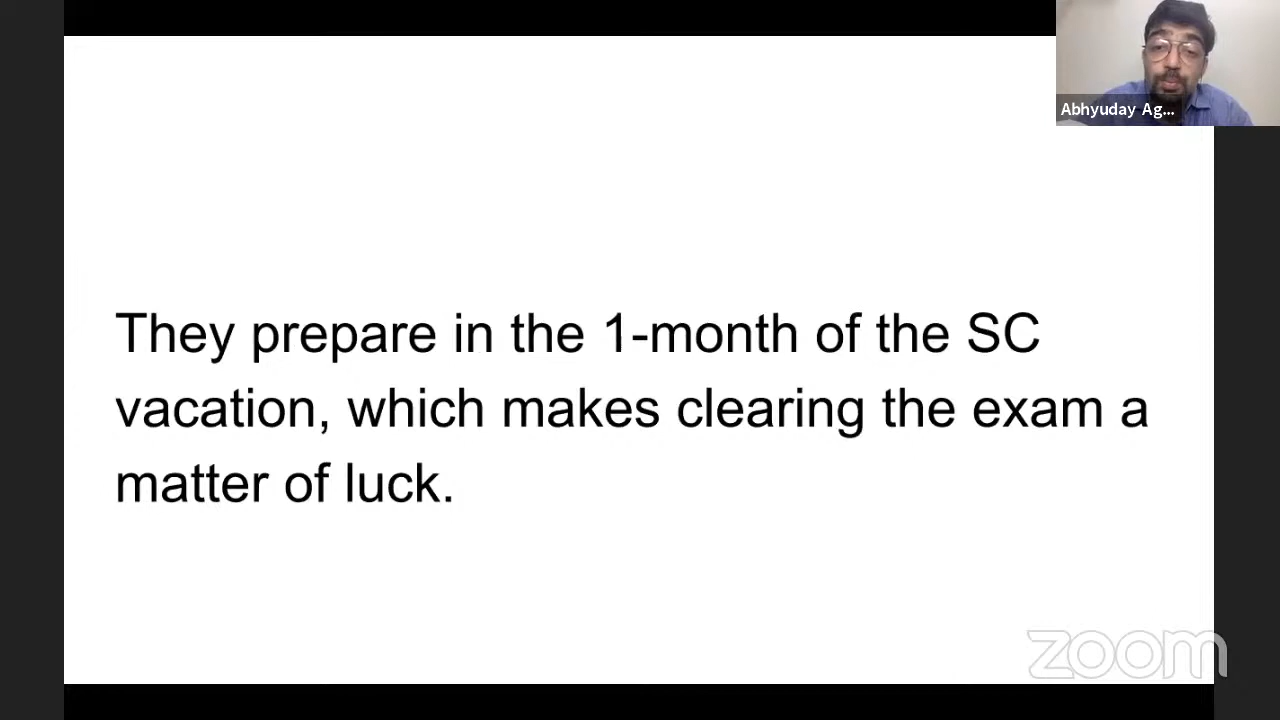 Abhyuday Ag...
They prepare in the 1-month of the SC
vacation, which makes clearing the exam a
matter of luck.
zoom